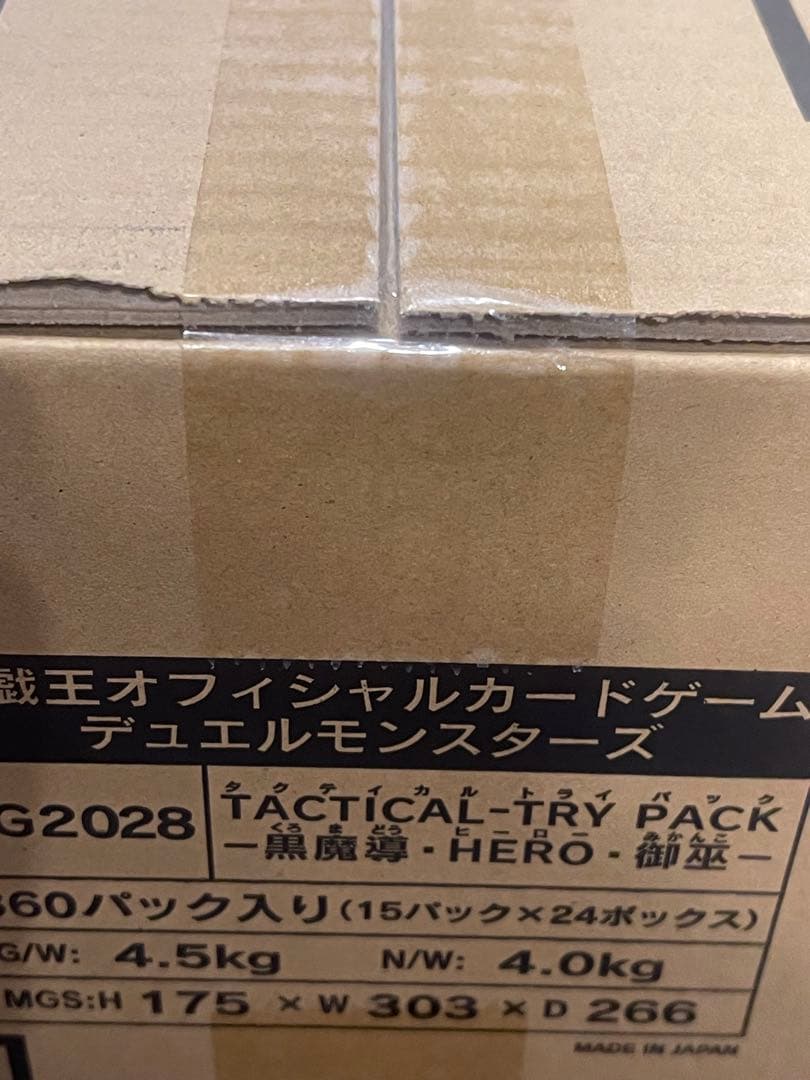 戯王オフィシャルカードゲーム
デュエルモンスターズ
G2028
タクティカル トライ パック
TACTICAL-TRY PACK
くろ ま どう ヒーロー みかんこ
−黒魔導・HERO・御巫−
360パック入り(15パック×24ボックス)
G/W: 4.5kg N/W: 4.0kg
MGS:H 175 × W 303 × D 266
MADE IN JAPAN